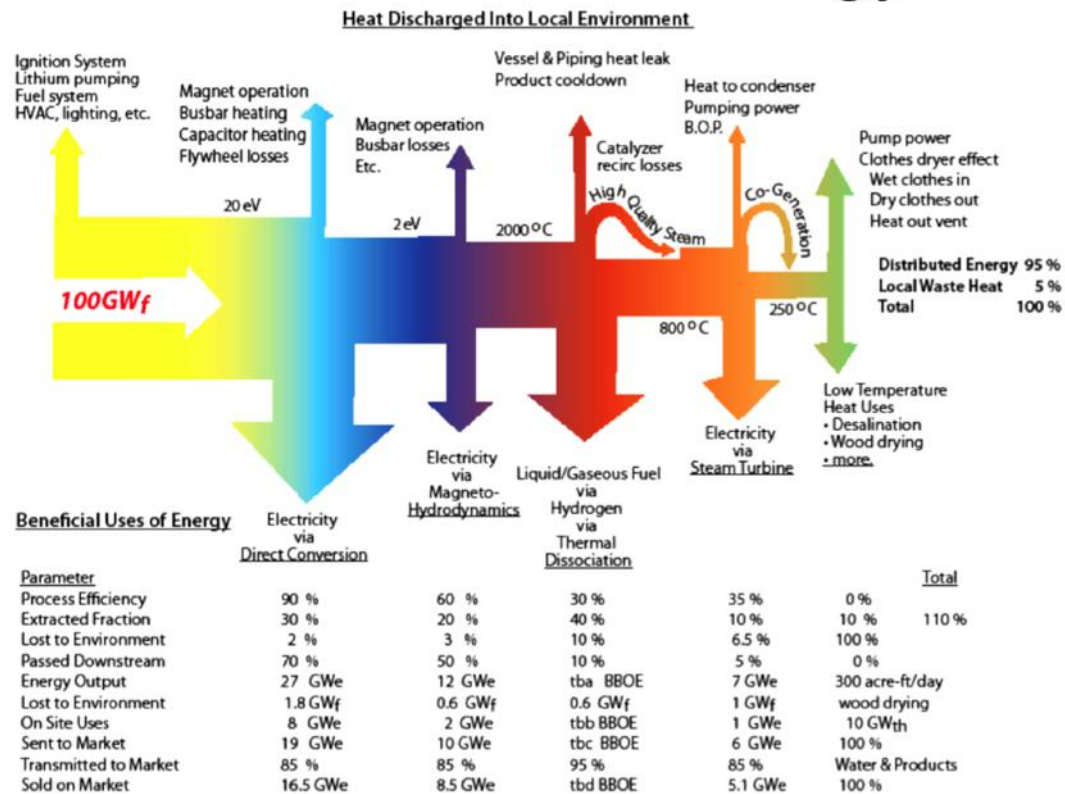 Heat Discharged Into Local Environment
Ignition System
Lithium pumping
Fuel system
HVAC, lighting, etc.
Magnet operation
Busbar heating
Capacitor heating
Flywheel losses
Magnet operation
Busbar losses
Etc.
Vessel & Piping heat leak
Product cooldown
Catalyzer
recirc losses
Heat to condenser
Pumping power
B.O.P.
Pump power
Clothes dryer effect
Wet clothes in
Dry clothes out
Heat out vent
20 eV
2 eV
2000 °C
High Quality Steam
Co-Generation
800 °C
250 °C
100GWf
Distributed Energy 95 %
Local Waste Heat 5 %
Total 100 %
Low Temperature
Heat Uses
• Desalination
• Wood drying
• more.
Electricity
via
Direct Conversion
Electricity
via
Magneto-
Hydrodynamics
Liquid/Gaseous Fuel
via
Hydrogen
via
Thermal
Dissociation
Electricity
via
Steam Turbine
Beneficial Uses of Energy
Parameter Total
Process Efficiency 90 % 60 % 30 % 35 % 0 %
Extracted Fraction 30 % 20 % 40 % 10 % 10 % 110 %
Lost to Environment 2 % 3 % 10 % 6.5 % 100 %
Passed Downstream 70 % 50 % 10 % 5 % 0 %
Energy Output 27 GWe 12 GWe tba BBOE 7 GWe 300 acre-ft/day
Lost to Environment 1.8 GWf 0.6 GWf 0.6 GWf 1 GWf wood drying
On Site Uses 8 GWe 2 GWe tbb BBOE 1 GWe 10 GWth
Sent to Market 19 GWe 10 GWe tbc BBOE 6 GWe 100 %
Transmitted to Market 85 % 85 % 95 % 85 % Water & Products
Sold on Market 16.5 GWe 8.5 GWe tbd BBOE 5.1 GWe 100 %